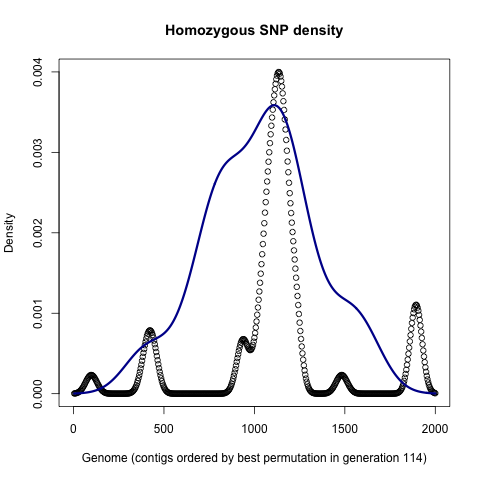 Homozygous SNP density
Density
0.004
0.003
0.002
0.001
0.000
0 500 1000 1500 2000
Genome (contigs ordered by best permutation in generation 114)